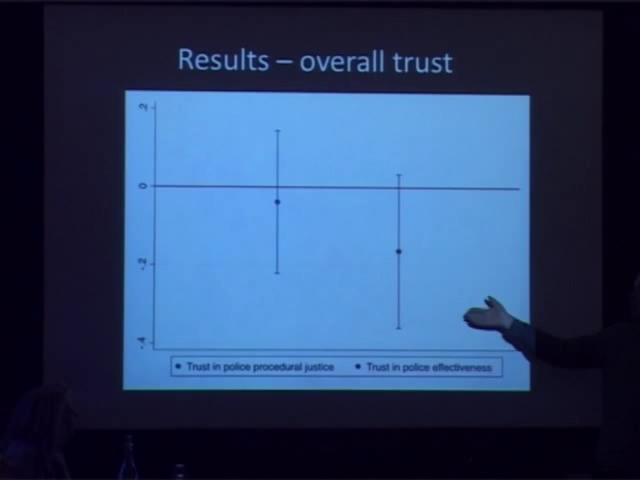 Results – overall trust
.2
0
-.2
-.4
Trust in police procedural justice
Trust in police effectiveness